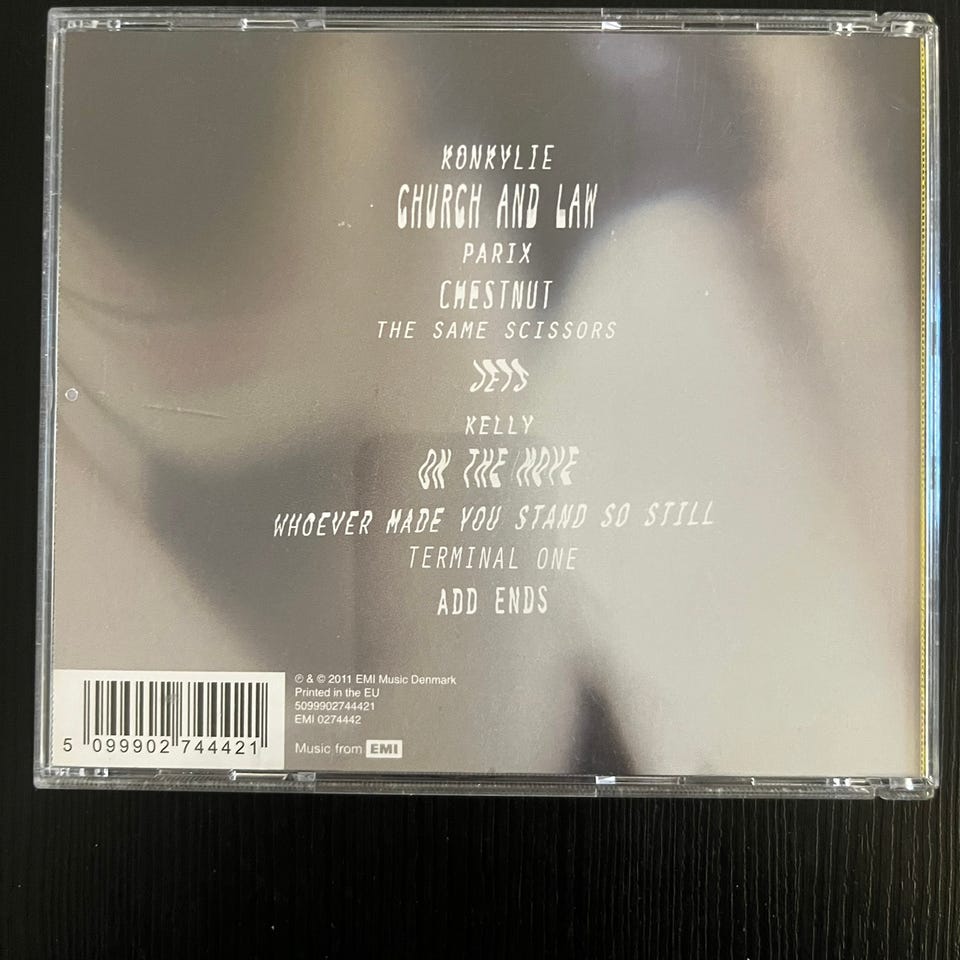 KONKYLIE
CHURCH AND LAW
PARIX
CHESTNUT
THE SAME SCISSORS
JETS
KELLY
ON THE MOVE
WHOEVER MADE YOU STAND SO STILL
TERMINAL ONE
ADD ENDS
℗ & © 2011 EMI Music Denmark
Printed in the EU
5099902744421
EMI 0274442
Music from EMI
5 099902 744421